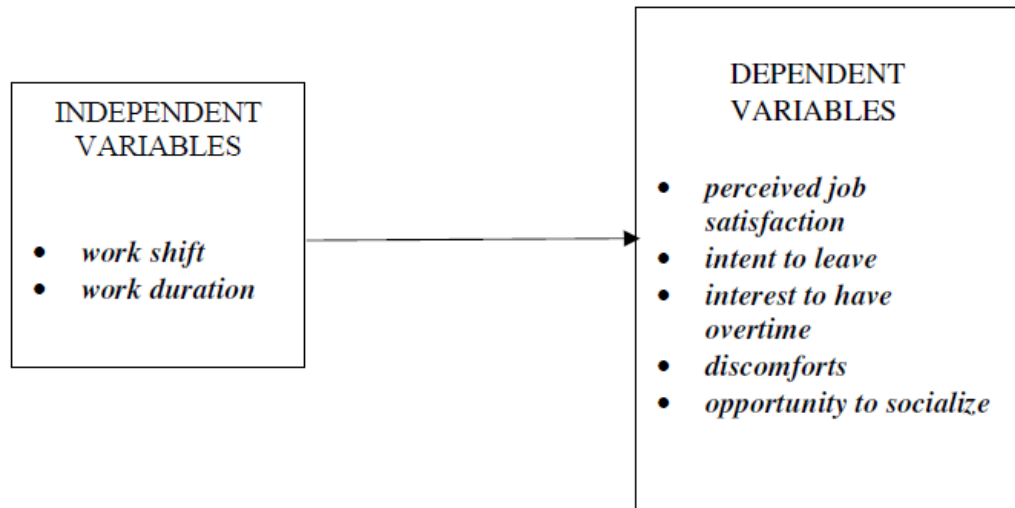 INDEPENDENT
VARIABLES
• work shift
• work duration
DEPENDENT
VARIABLES
• perceived job
satisfaction
• intent to leave
• interest to have
overtime
• discomforts
• opportunity to socialize